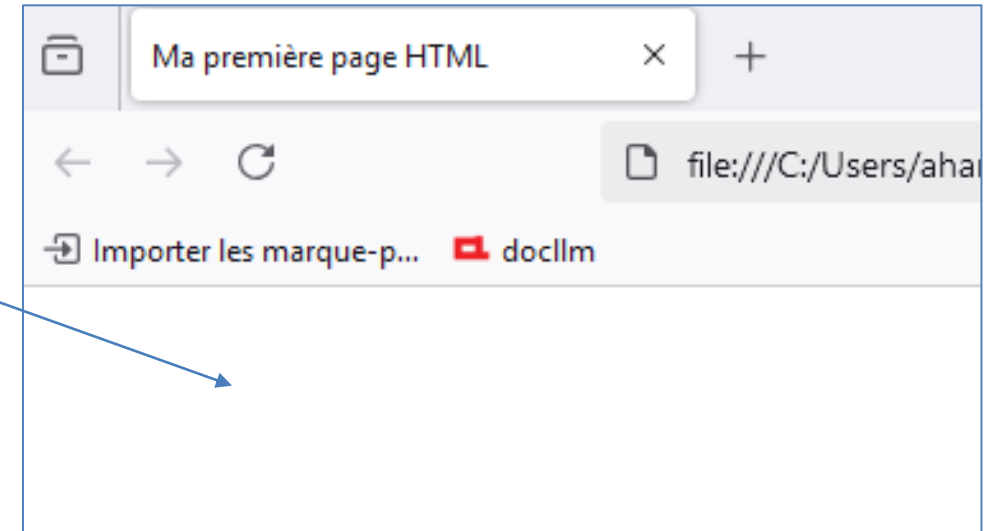 Ma première page HTML
file:///C:/Users/aha
Importer les marque-p... docllm